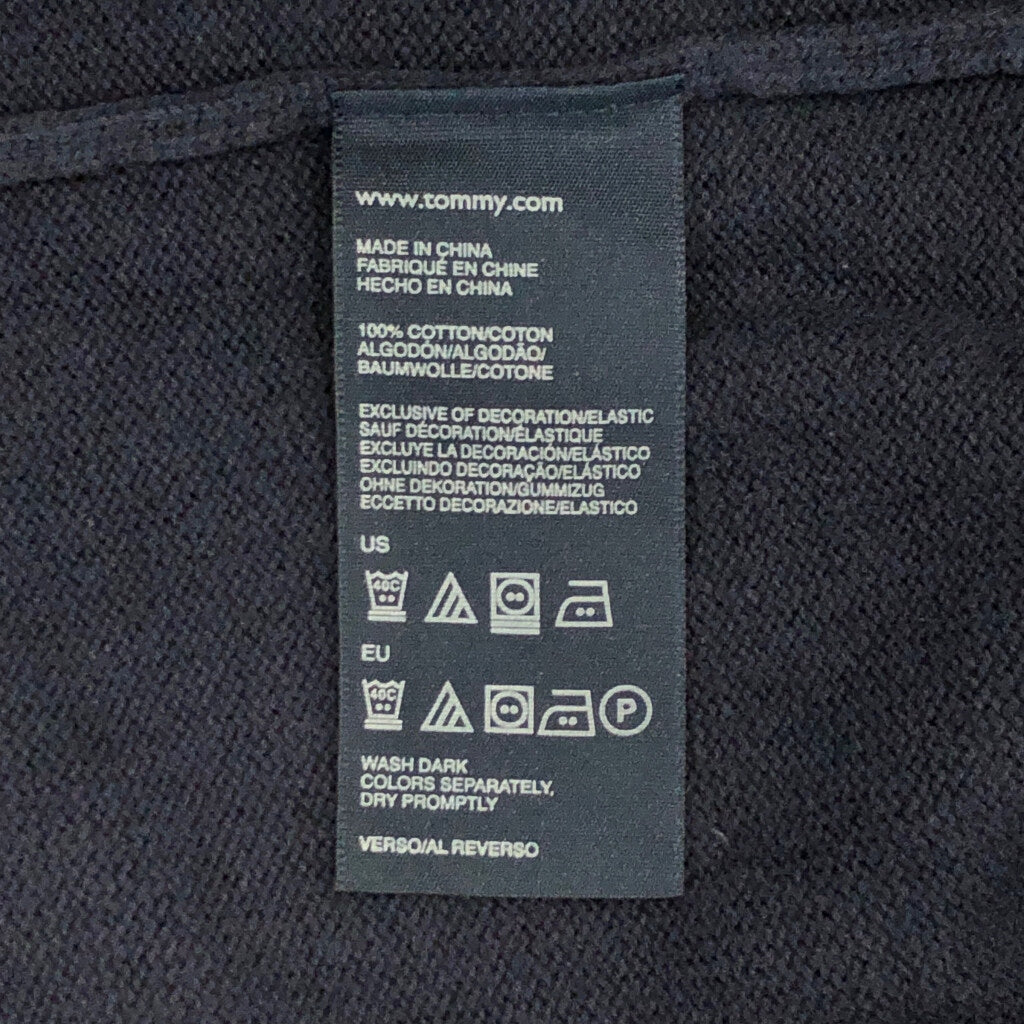 www.tommy.com
MADE IN CHINA
FABRIQUÉ EN CHINE
HECHO EN CHINA
100% COTTON/COTON
ALGODÓN/ALGODÃO/
BAUMWOLLE/COTONE
EXCLUSIVE OF DECORATION/ELASTIC
SAUF DÉCORATION/ÉLASTIQUE
EXCLUYE LA DECORACIÓN/ELÁSTICO
EXCLUINDO DECORAÇÃO/ELÁSTICO
OHNE DEKORATION/GUMMIZUG
ECCETTO DECORAZIONE/ELASTICO
US
40C
EU
40C P
WASH DARK
COLORS SEPARATELY,
DRY PROMPTLY
VERSO/AL REVERSO